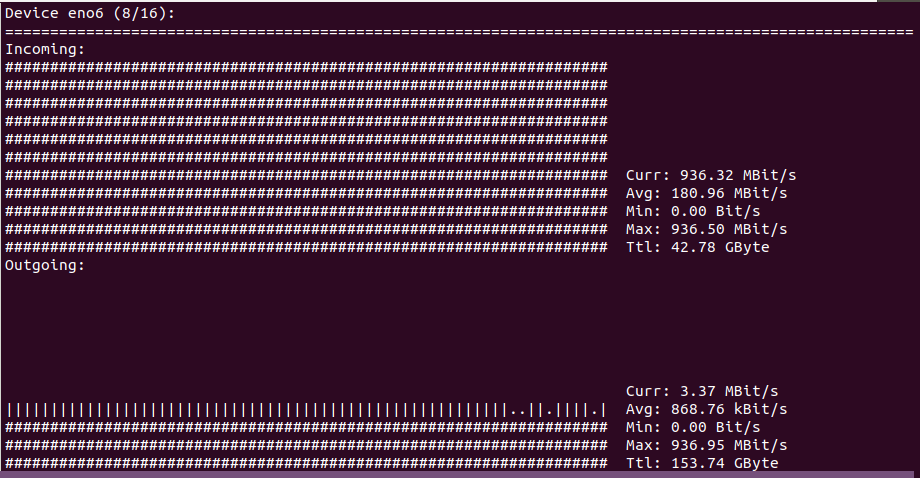 Device eno6 (8/16):
=====================================================================================================
Incoming:
###################################################################
###################################################################
###################################################################
###################################################################
###################################################################
###################################################################
################################################################### Curr: 936.32 MBit/s
################################################################### Avg: 180.96 MBit/s
################################################################### Min: 0.00 Bit/s
################################################################### Max: 936.50 MBit/s
################################################################### Ttl: 42.78 GByte
Outgoing:
Curr: 3.37 MBit/s
||||||||||||||||||||||||||||||||||||||||||||||||||||||||..||.||||.| Avg: 868.76 kBit/s
################################################################### Min: 0.00 Bit/s
################################################################### Max: 936.95 MBit/s
################################################################### Ttl: 153.74 GByte